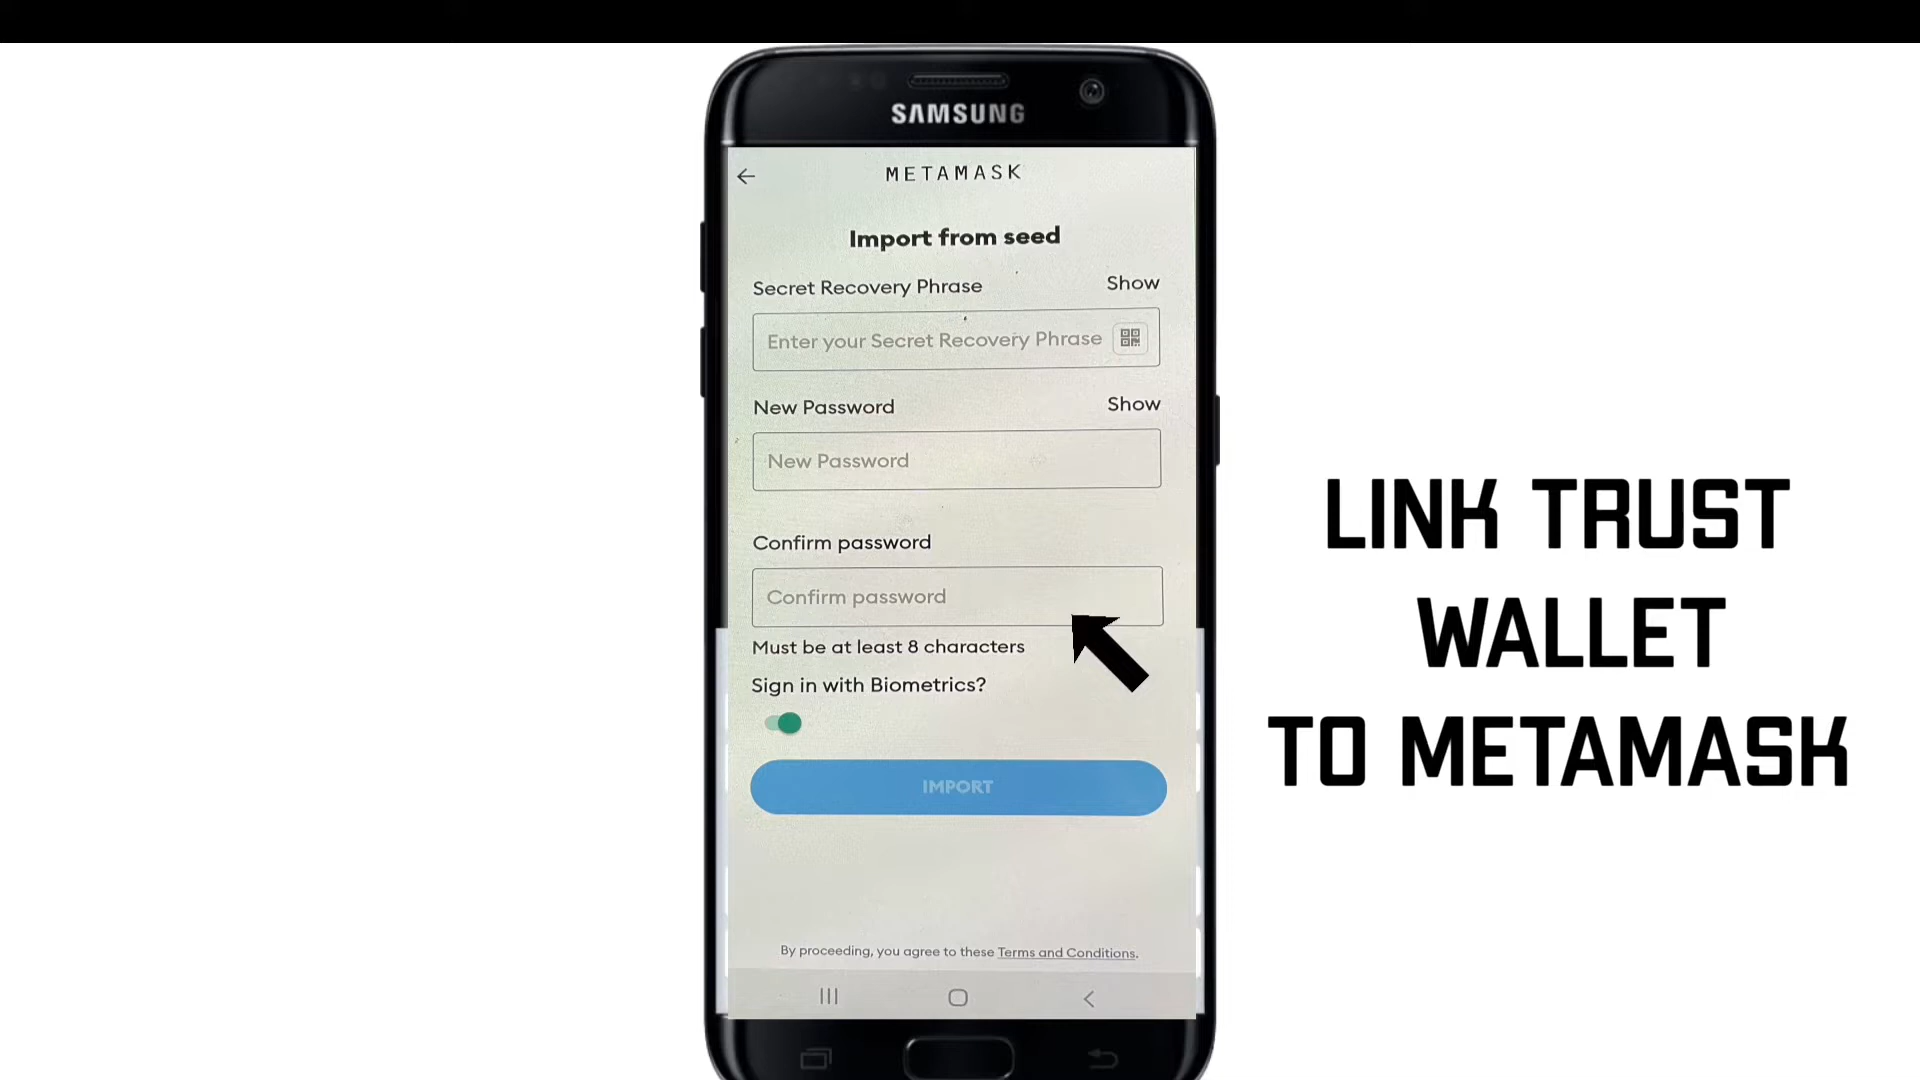 SAMSUNG
METAMASK
Import from seed
Secret Recovery Phrase Show
Enter your Secret Recovery Phrase
New Password Show
New Password
Confirm password
Confirm password
Must be at least 8 characters
Sign in with Biometrics?
IMPORT
By proceeding, you agree to these Terms and Conditions.
LINK TRUST
WALLET
TO METAMASK